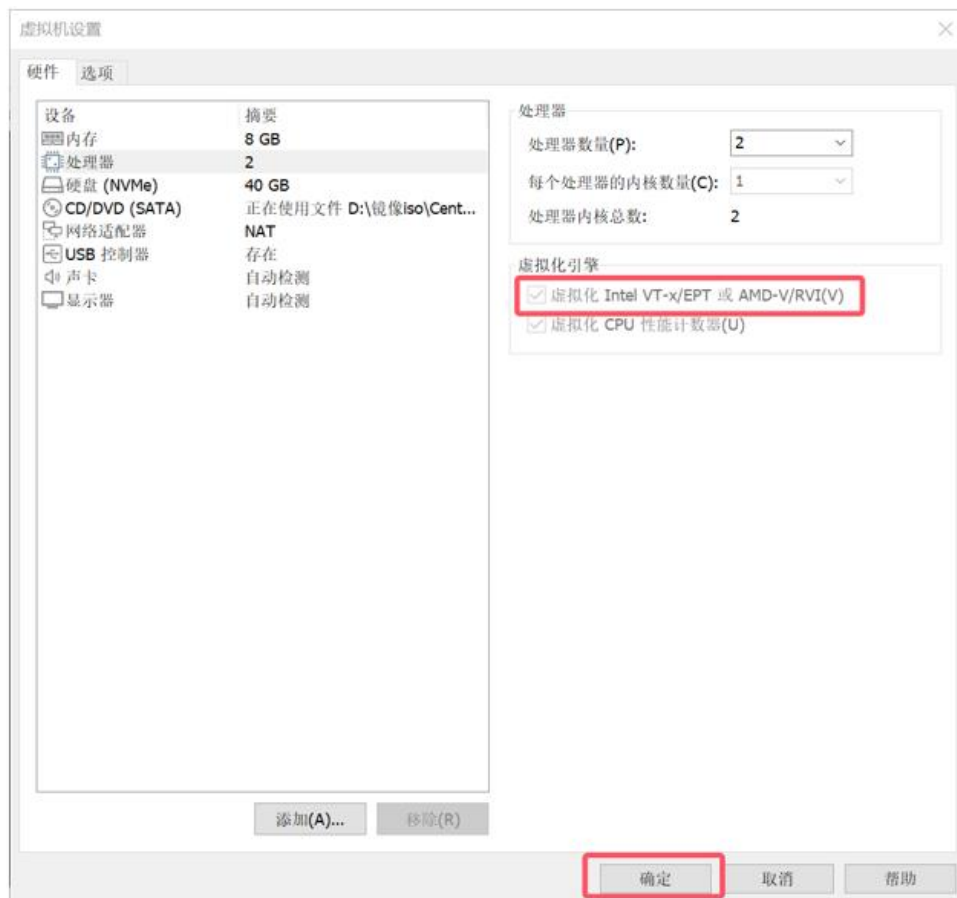 虚拟机设置
硬件 选项
设备 摘要
内存 8 GB
处理器 2
硬盘 (NVMe) 40 GB
CD/DVD (SATA) 正在使用文件 D:\镜像iso\Cent...
网络适配器 NAT
USB 控制器 存在
声卡 自动检测
显示器 自动检测
添加(A)... 移除(R)
处理器
处理器数量(P): 2
每个处理器的内核数量(C): 1
处理器内核总数: 2
虚拟化引擎
虚拟化 Intel VT-x/EPT 或 AMD-V/RVI(V)
虚拟化 CPU 性能计数器(U)
确定 取消 帮助